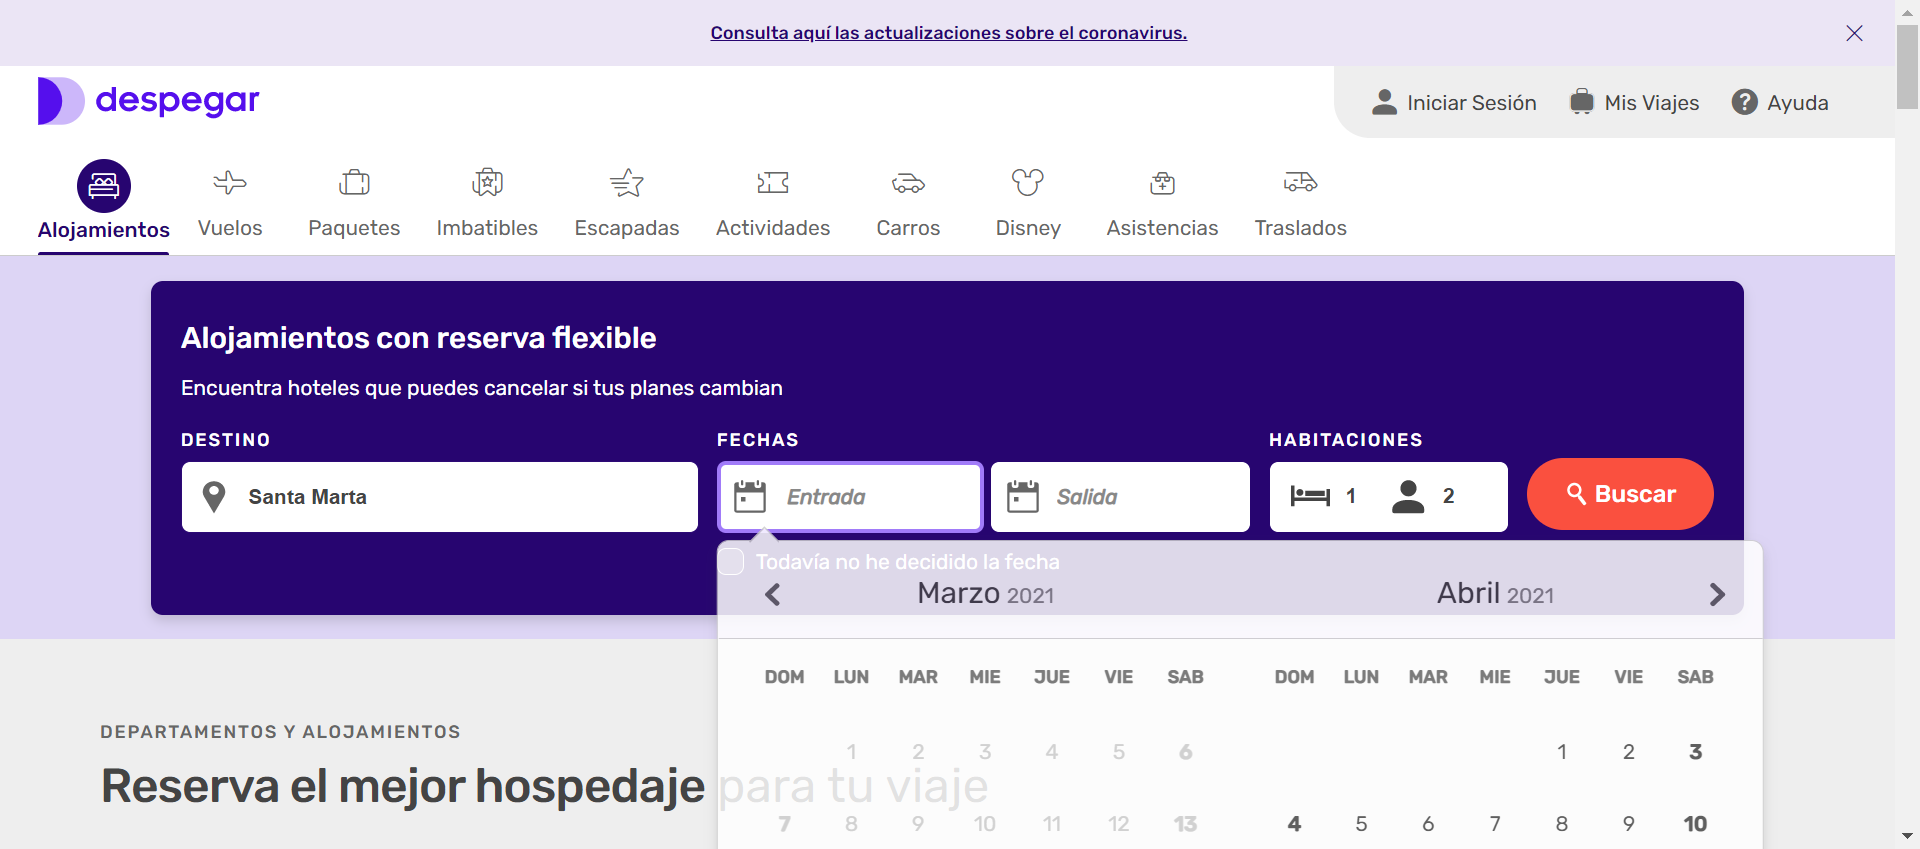 Consulta aquí las actualizaciones sobre el coronavirus.
despegar
Iniciar Sesión Mis Viajes ? Ayuda
Alojamientos Vuelos Paquetes Imbatibles Escapadas Actividades Carros Disney Asistencias Traslados
Alojamientos con reserva flexible
Encuentra hoteles que puedes cancelar si tus planes cambian
DESTINO FECHAS HABITACIONES
Santa Marta Entrada Salida 1 2 Buscar
Todavía no he decidido la fecha
Marzo 2021 Abril 2021
DOM LUN MAR MIE JUE VIE SAB DOM LUN MAR MIE JUE VIE SAB
DEPARTAMENTOS Y ALOJAMIENTOS
1 2 3 4 5 6 1 2 3
Reserva el mejor hospedaje para tu viaje
7 8 9 10 11 12 13 4 5 6 7 8 9 10